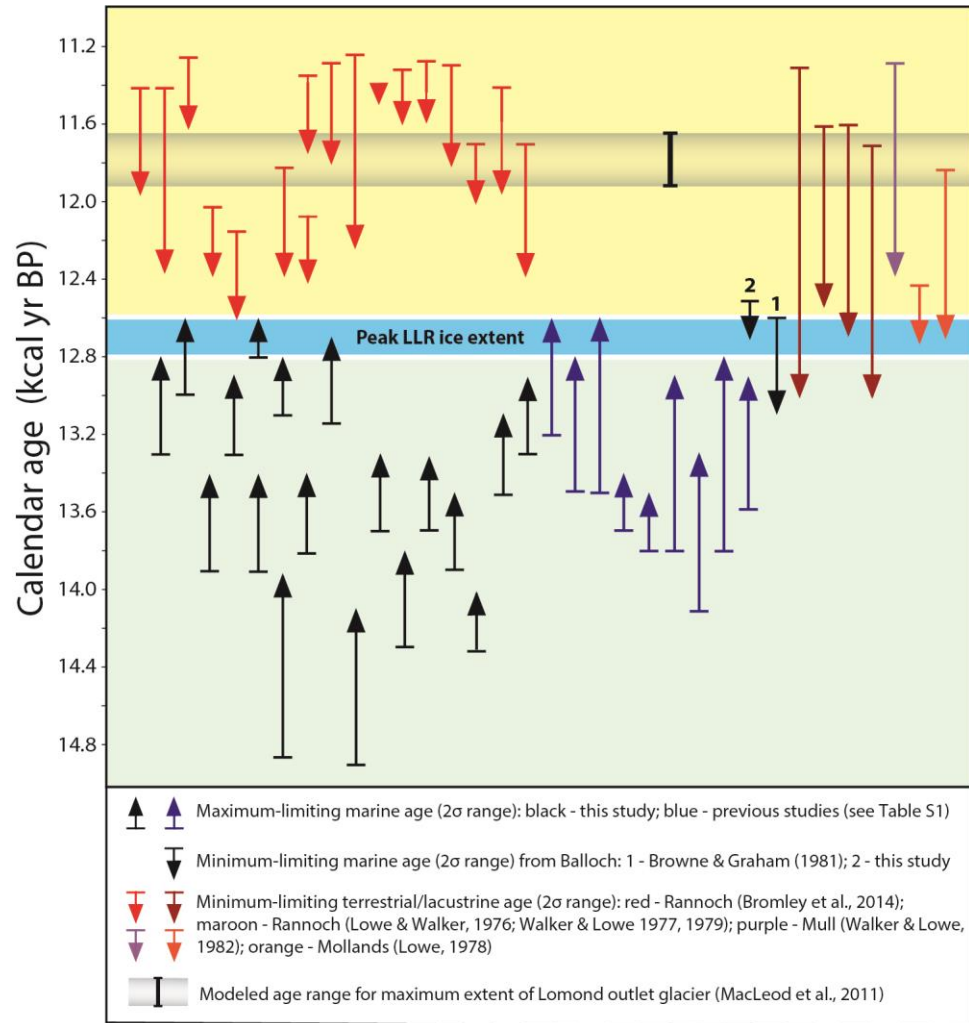 Calendar age (kcal yr BP)
11.2
11.6
12.0
12.4
12.8
13.2
13.6
14.0
14.4
14.8
2
1
Peak LLR ice extent
Maximum-limiting marine age (2σ range): black - this study; blue - previous studies (see Table S1)
Minimum-limiting marine age (2σ range) from Balloch: 1 - Browne & Graham (1981); 2 - this study
Minimum-limiting terrestrial/lacustrine age (2σ range): red - Rannoch (Bromley et al., 2014);
maroon - Rannoch (Lowe & Walker, 1976; Walker & Lowe 1977, 1979); purple - Mull (Walker & Lowe,
1982); orange - Mollands (Lowe, 1978)
Modeled age range for maximum extent of Lomond outlet glacier (MacLeod et al., 2011)